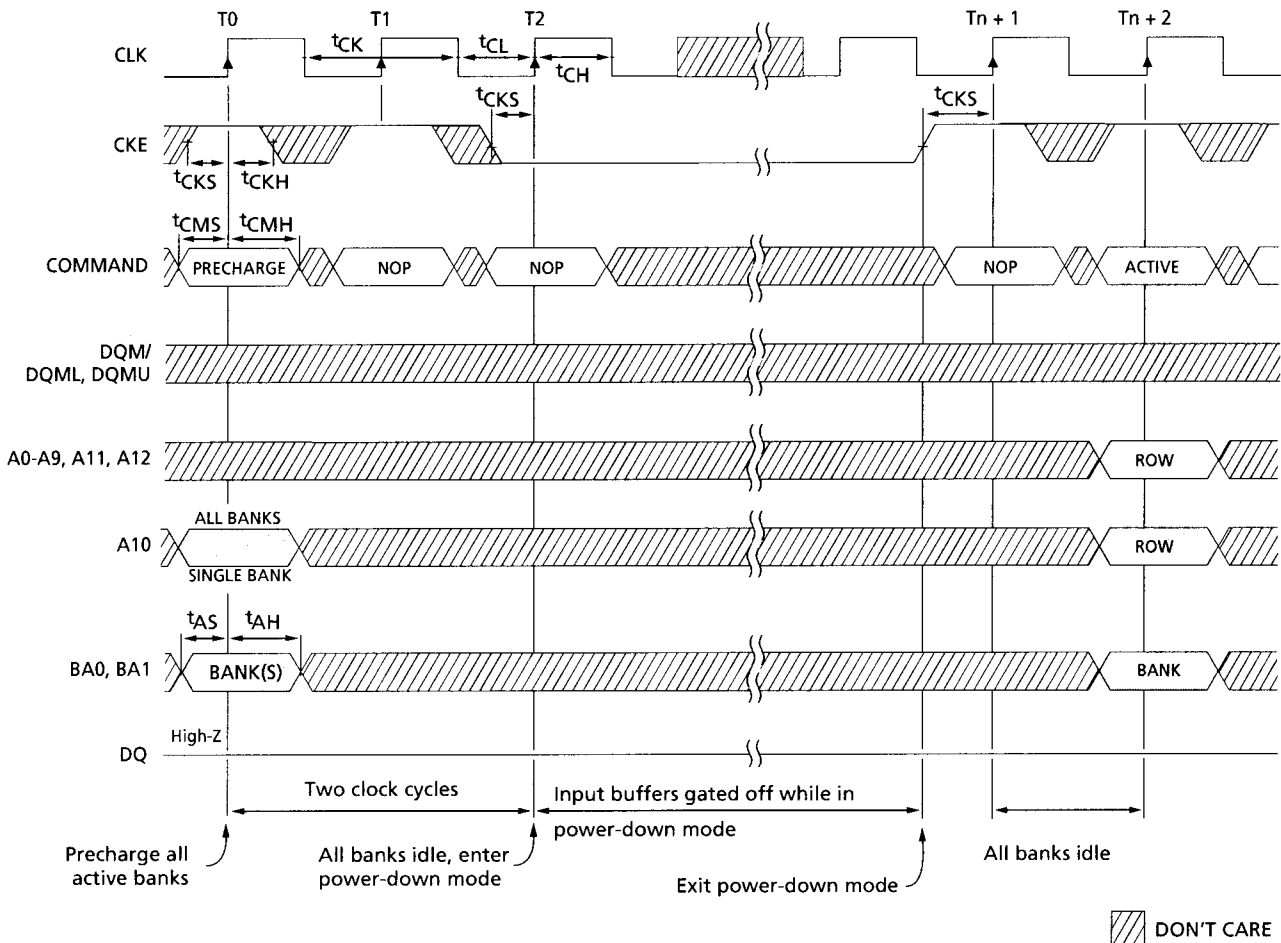 T0 T1 T2 Tn + 1 Tn + 2
CLK
tCK tCL tCH
tCKS tCKS
CKE
tCKS tCKH
tCMS tCMH
COMMAND PRECHARGE NOP NOP NOP ACTIVE
DQM/
DQML, DQMU
A0-A9, A11, A12 ROW
ALL BANKS
A10 ROW
SINGLE BANK
tAS tAH
BA0, BA1 BANK(S) BANK
High-Z
DQ
Two clock cycles
Input buffers gated off while in
power-down mode
Precharge all
active banks
All banks idle, enter
power-down mode
Exit power-down mode
All banks idle
DON'T CARE